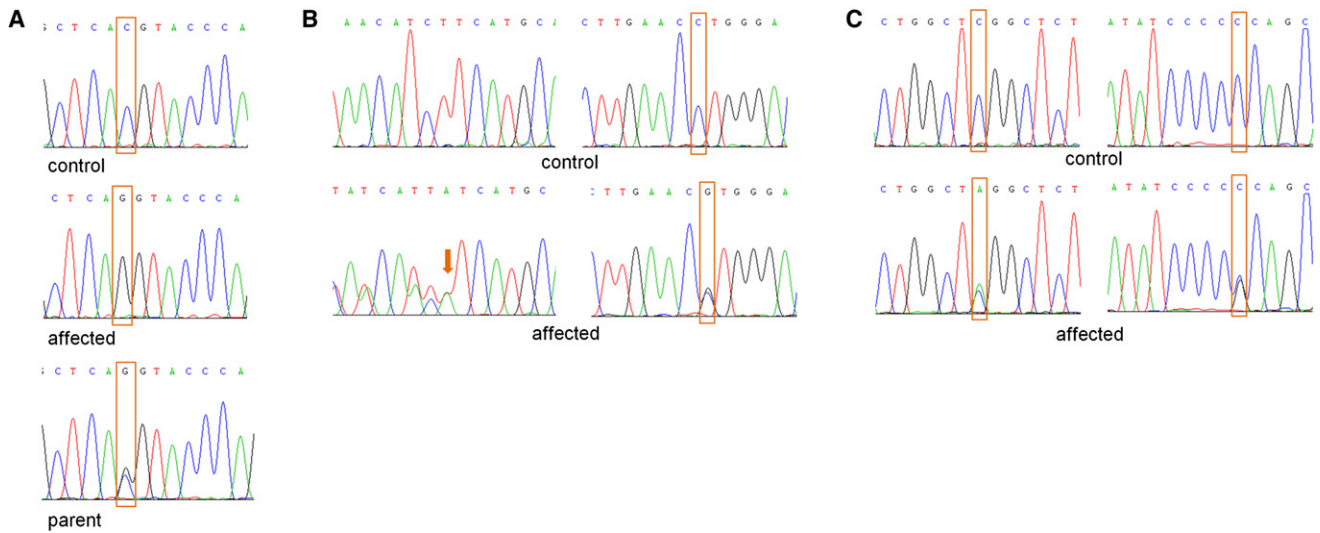 A
G C T C A C G T A C C C A
control
C T C A G G T A C C C A
affected
G C T C A G G T A C C C A
parent
B
A A C A T C T T C A T G C A
C T T G A A C C T G G G A
control
T A T C A T T A T C A T G C
C T T G A A C G T G G G A
affected
C
C T G G C T C G G C T C T
A T A T C C C C C C A G C
control
C T G G C T A G G C T C T
A T A T C C C C C C A G C
affected